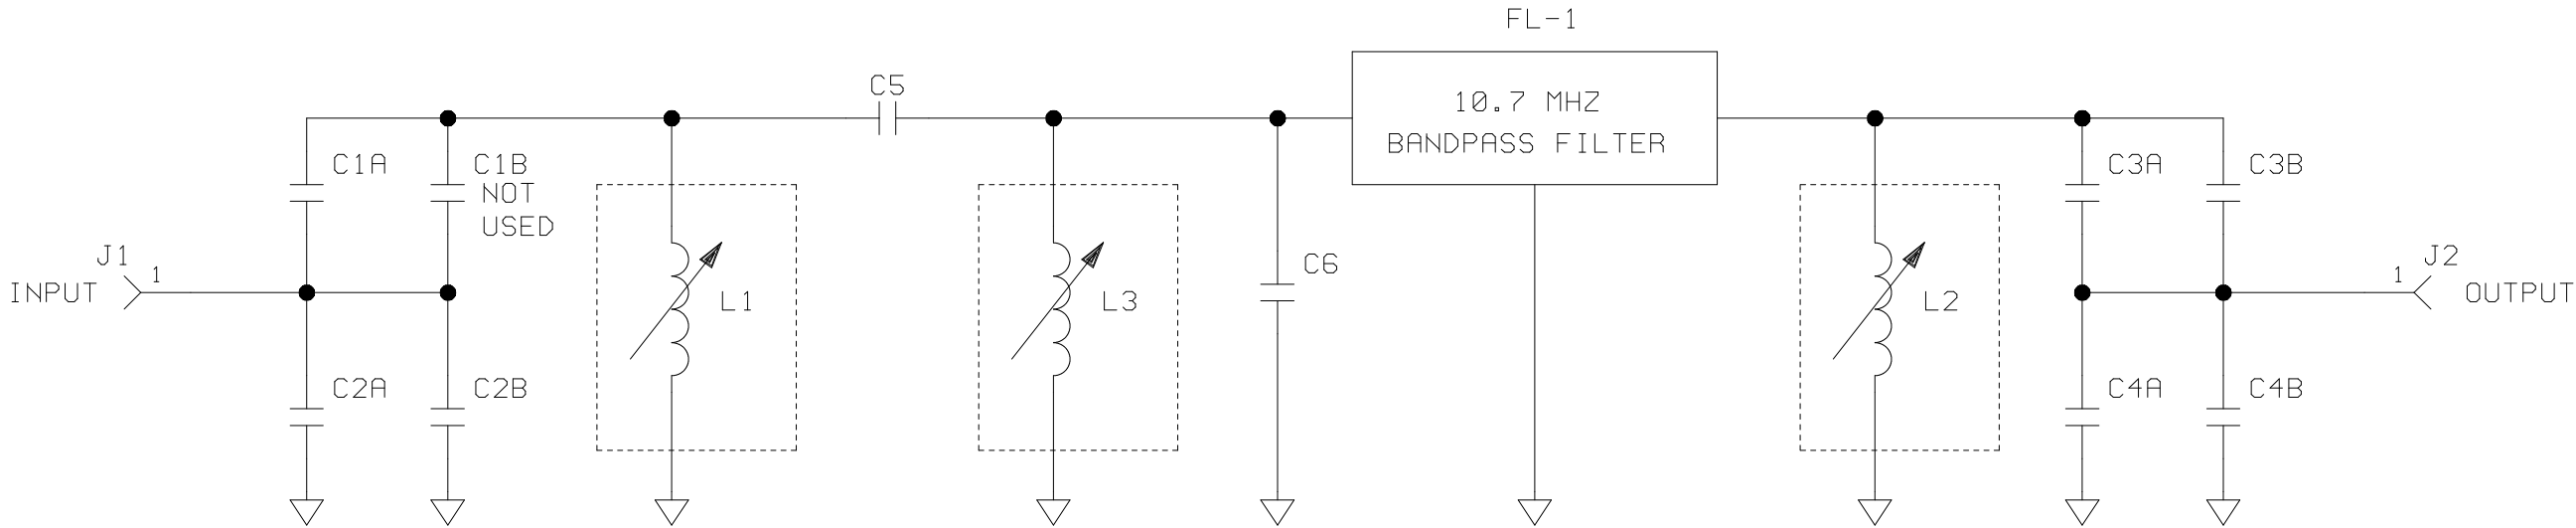 FL-1
10.7 MHZ
BANDPASS FILTER
C5
C1A
C1B
NOT
USED
C3A
C3B
J1
1
INPUT
L1
L3
C6
L2
J2
1
OUTPUT
C2A
C2B
C4A
C4B